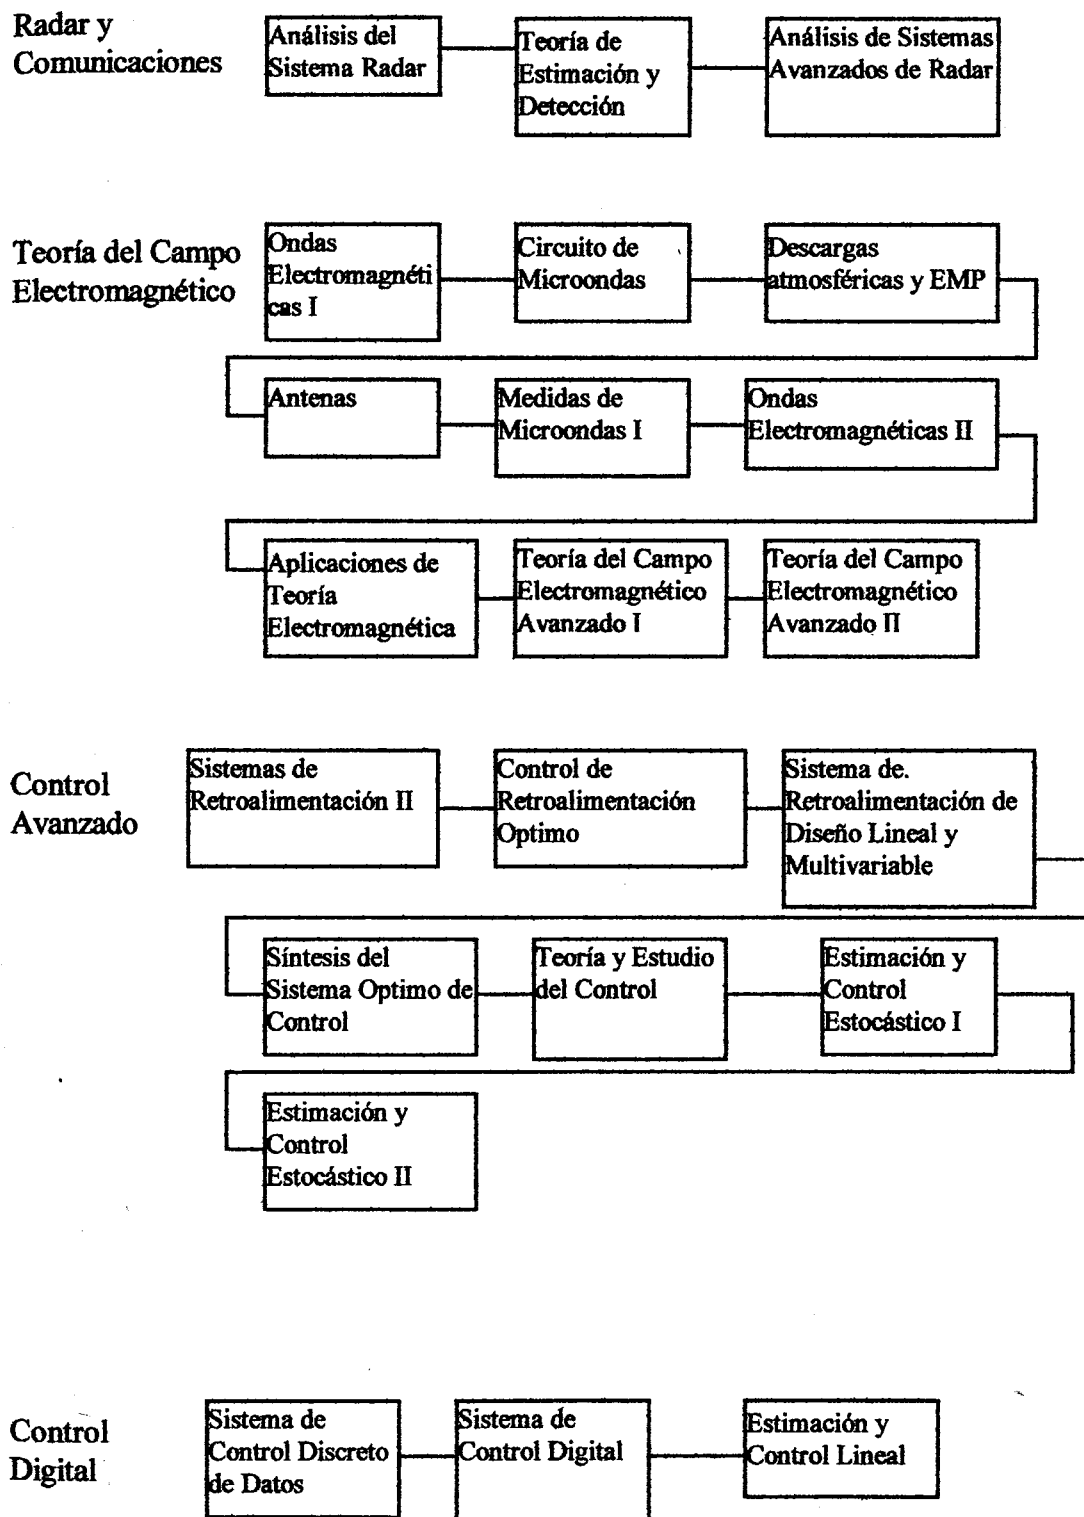 Radar y
Comunicaciones
Análisis del
Sistema Radar
Teoría de
Estimación y
Detección
Análisis de Sistemas
Avanzados de Radar
Teoría del Campo
Electromagnético
Ondas
Electromagnéti
cas I
Circuito de
Microondas
Descargas
atmosféricas y EMP
Antenas
Medidas de
Microondas I
Ondas
Electromagnéticas II
Aplicaciones de
Teoría
Electromagnética
Teoría del Campo
Electromagnético
Avanzado I
Teoría del Campo
Electromagnético
Avanzado II
Control
Avanzado
Sistemas de
Retroalimentación II
Control de
Retroalimentación
Optimo
Sistema de.
Retroalimentación de
Diseño Lineal y
Multivariable
Síntesis del
Sistema Optimo de
Control
Teoría y Estudio
del Control
Estimación y
Control
Estocástico I
Estimación y
Control
Estocástico II
Control
Digital
Sistema de
Control Discreto
de Datos
Sistema de
Control Digital
Estimación y
Control Lineal